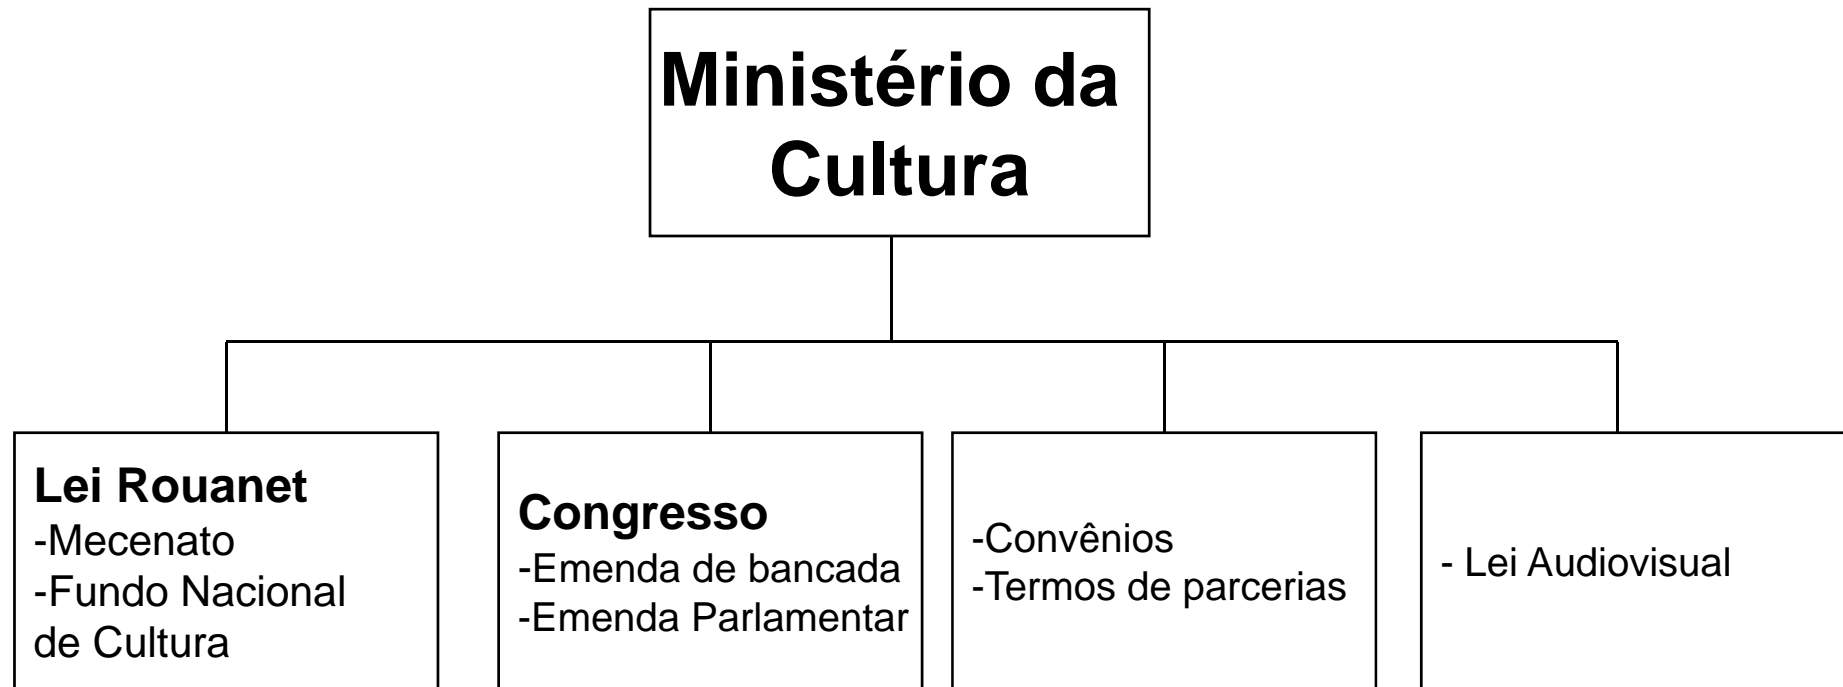 Ministério da
Cultura
Lei Rouanet
-Mecenato
-Fundo Nacional
de Cultura
Congresso
-Emenda de bancada
-Emenda Parlamentar
-Convênios
-Termos de parcerias
- Lei Audiovisual